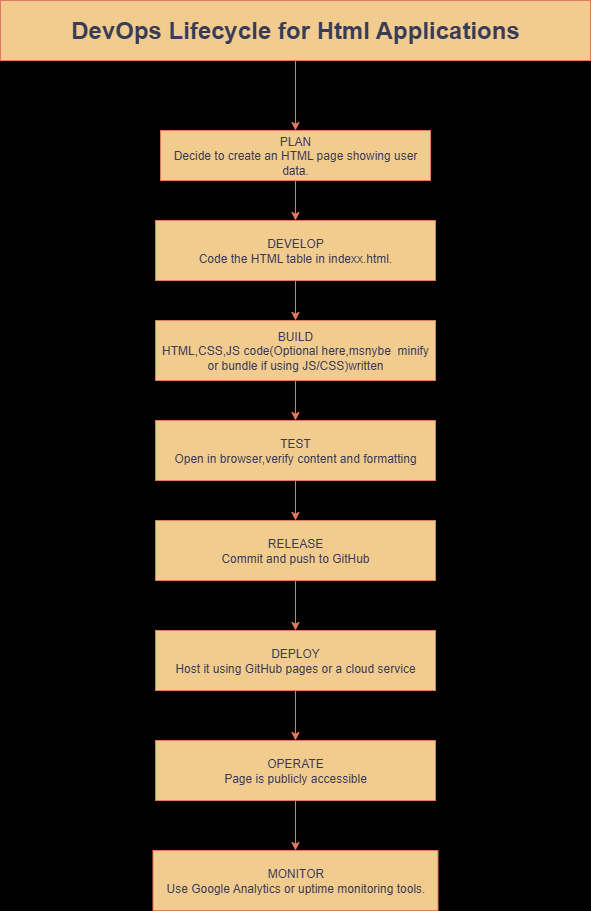 DevOps Lifecycle for Html Applications
PLAN
Decide to create an HTML page showing user
data.
DEVELOP
Code the HTML table in indexx.html.
BUILD
HTML,CSS,JS code(Optional here,msnybe  minify
or bundle if using JS/CSS)written
TEST
Open in browser,verify content and formatting
RELEASE
Commit and push to GitHub
DEPLOY
Host it using GitHub pages or a cloud service
OPERATE
Page is publicly accessible
MONITOR
Use Google Analytics or uptime monitoring tools.